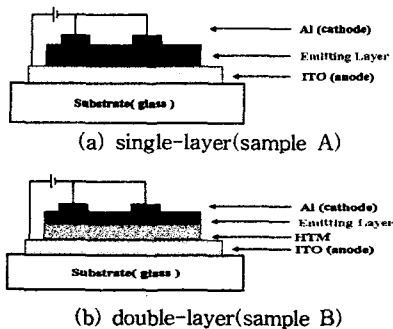 Al (cathode)
Emitting Layer
ITO (anode)
Substrate( glass )
(a) single-layer(sample A)
Al (cathode)
Emitting Layer
HTM
ITO (anode)
Substrate( glass )
(b) double-layer(sample B)